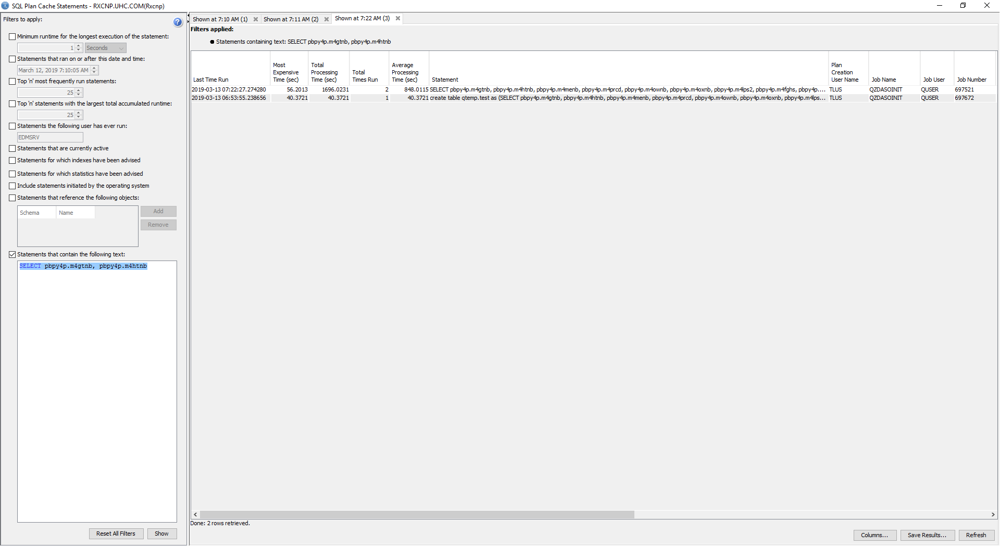 SQL Plan Cache Statements - RXCNP.UHC.COM(Rxcnp)
Filters to apply:
?
Minimum runtime for the longest execution of the statement:
1 Seconds
Statements that ran on or after this date and time:
March 12, 2019 7:10:05 AM
Top 'n' most frequently run statements:
25
Top 'n' statements with the largest total accumulated runtime:
25
Statements the following user has ever run:
EDMSRV
Statements that are currently active
Statements for which indexes have been advised
Statements for which statistics have been advised
Include statements initiated by the operating system
Statements that reference the following objects:
Schema Name
Add
Remove
Statements that contain the following text:
SELECT pbpy4p.m4gtnb, pbpy4p.m4htnb
Reset All Filters Show
Shown at 7:10 AM (1) Shown at 7:11 AM (2) Shown at 7:22 AM (3)
Filters applied:
Statements containing text: SELECT pbpy4p.m4gtnb, pbpy4p.m4htnb
Last Time Run Most Expensive Time (sec) Total Processing Time (sec) Total Times Run Average Processing Time (sec) Statement Plan Creation User Name Job Name Job User Job Number
2019-03-13 07:22:27.274280 56.2013 1696.0231 2 848.0115 SELECT pbpy4p.m4gtnb, pbpy4p.m4htnb, pbpy4p.m4menb, pbpy4p.m4prcd, pbpy4p.m4ownb, pbpy4p.m4oxnb, pbpy4p.m4lps2, pbpy4p.m4fghs, pbpy4p.... TLUS QZDASOINIT QUSER 697521
2019-03-13 06:53:55.238656 40.3721 40.3721 1 40.3721 create table qtemp.test as (SELECT pbpy4p.m4gtnb, pbpy4p.m4htnb, pbpy4p.m4menb, pbpy4p.m4prcd, pbpy4p.m4ownb, pbpy4p.m4oxnb, pbpy4p.m4lps... TLUS QZDASOINIT QUSER 697672
Done: 2 rows retrieved.
Columns... Save Results... Refresh